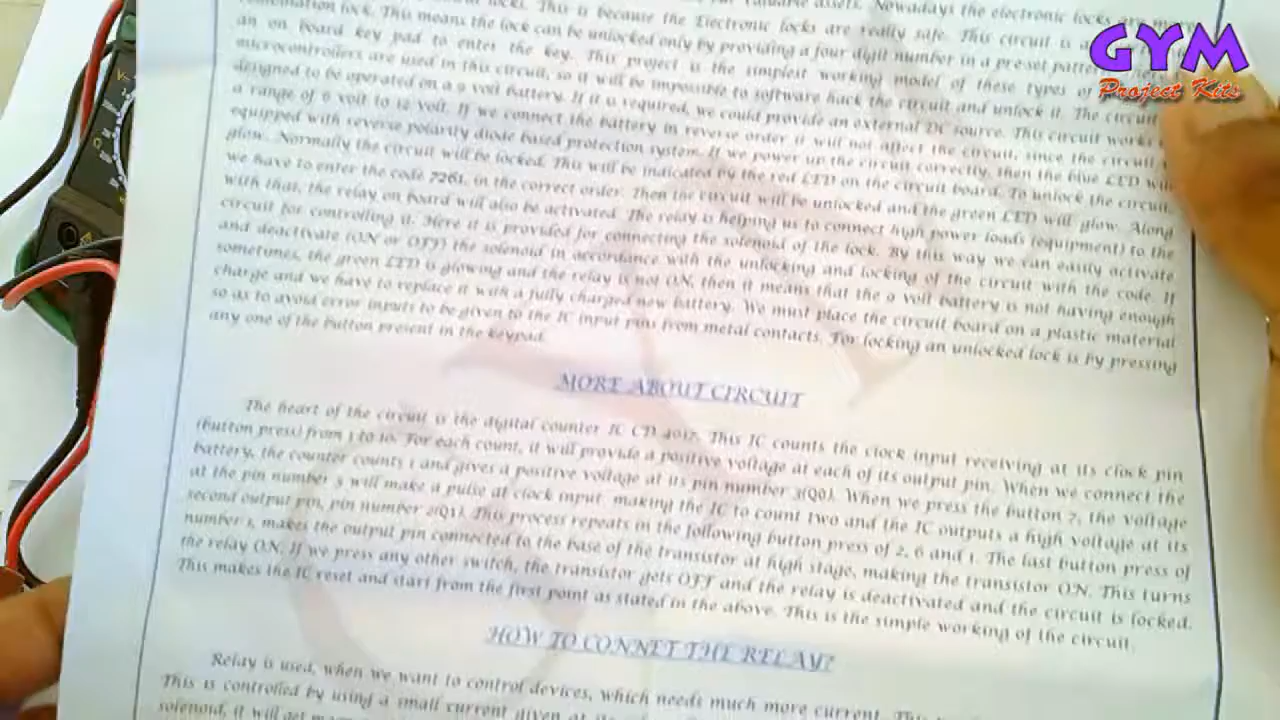 GYM
Project Kits
valuable assets. Nowadays the electronic locks are more
locks. This is because the Electronic locks are really safe. This circuit is a
combination lock. This means the lock can be unlocked only by providing a four digit number in a preset pattern
an on board key pad to enter the key. This project is the simplest working model of these types of
microcontrollers are used in this circuit, so it will be impossible to software hack the circuit and unlock it. The circuit
designed to be operated on a 9 volt battery. If it is required, we could provide an external DC source. This circuit works
a range of 6 volt to volt. If we connect the battery in reverse order it will not affect the circuit, since the circuit
equipped with reverse polarity diode based protection system. If we power up the circuit correctly, then the blue LED will
glow. Normally the circuit will be locked. This will be indicated by the red LED on the circuit board. To unlock the circuit
we have to enter the code 7261, in the correct order. Then the circuit will be unlocked and the green LED will glow. Along
with that, the relay on board will also be activated. The relay is helping us to connect high power loads (equipment) to the
circuit for controlling it. Here it is provided for connecting the solenoid of the lock. By this way we can easily activate
and deactivate (ON or OFF) the solenoid in accordance with the unlocking and locking of the circuit with the code. If
sometimes, the green LED is glowing and the relay is not ON, then it means that the 9 volt battery is not having enough
charge and we have to replace it with a fully charged new battery. We must place the circuit board on a plastic material
so as to avoid error inputs to be given to the IC input pins from metal contacts. For locking an unlocked lock is by pressing
any one of the button present in the keypad.
MORE ABOUT CIRCUIT
The heart of the circuit is the digital counter IC CD 4017. This IC counts the clock input receiving at its clock pin
(button press) from 1 to 10. For each count, it will provide a positive voltage at each of its output pin. When we connect the
battery, the counter counts 1 and gives a positive voltage at its pin number 3(Q0). When we press the button 7, the voltage
at the pin number 3 will make a pulse at clock input, making the IC to count two and the IC outputs a high voltage at its
second output pin, pin number 2(Q1). This process repeats in the following button press of 2, 6 and 1. The last button press of
number 1, makes the output pin connected to the base of the transistor at high stage, making the transistor ON. This turns
the relay ON. If we press any other switch, the transistor gets OFF and the relay is deactivated and the circuit is locked.
This makes the IC reset and start from the first point as stated in the above. This is the simple working of the circuit.
HOW TO CONNET THE RELAY?
Relay is used, when we want to control devices, which needs much more current. This
This is controlled by using a small current given at its
solenoid, it will get